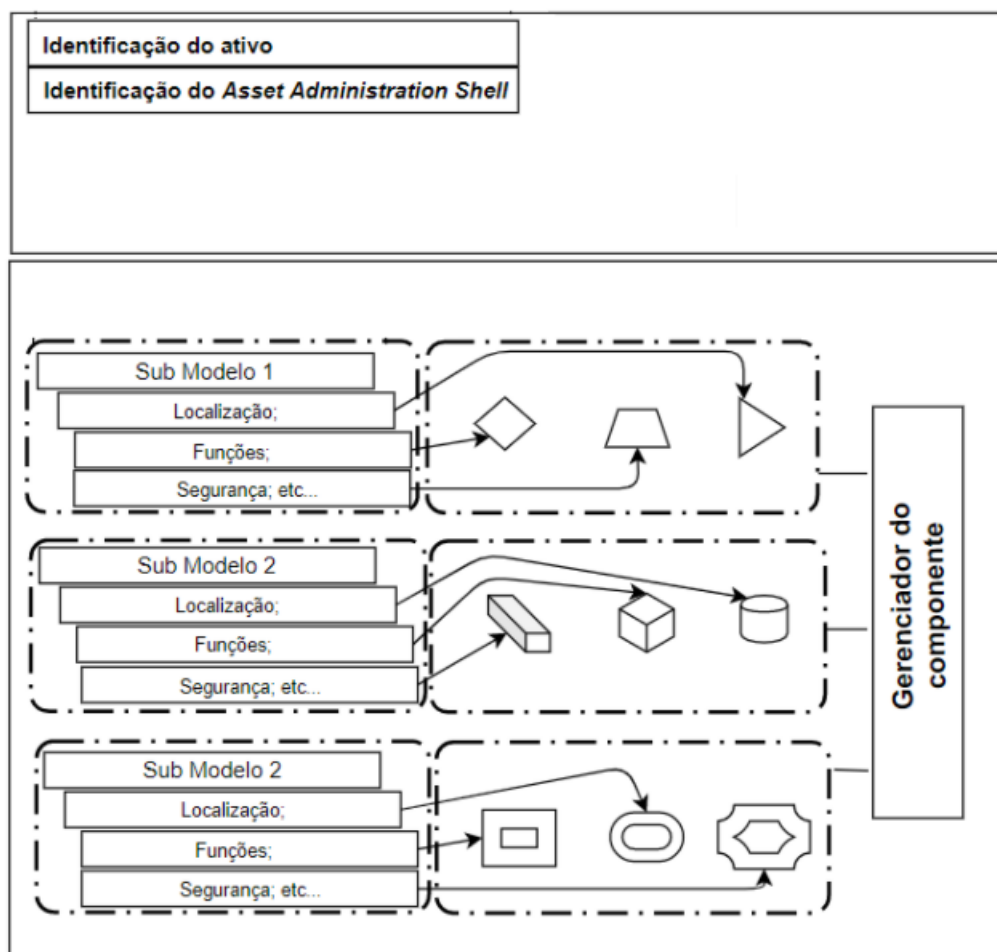 Identificação do ativo
Identificação do Asset Administration Shell
Sub Modelo 1
Localização;
Funções;
Segurança; etc...
Sub Modelo 2
Localização;
Funções;
Segurança; etc...
Sub Modelo 2
Localização;
Funções;
Segurança; etc...
Gerenciador do
componente